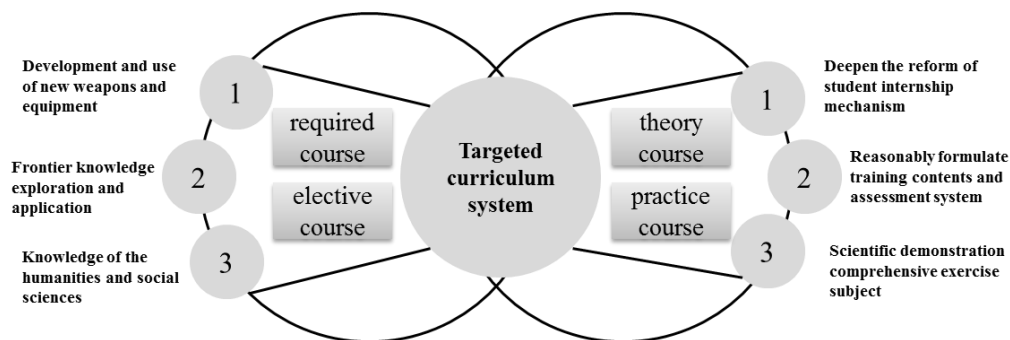 Development and use
of new weapons and
equipment
1
Frontier knowledge
exploration and
application
2
Knowledge of the
humanities and social
sciences
3
required
course
elective
course
Targeted
curriculum
system
theory
course
practice
course
1
Deepen the reform of
student internship
mechanism
2
Reasonably formulate
training contents and
assessment system
3
Scientific demonstration
comprehensive exercise
subject